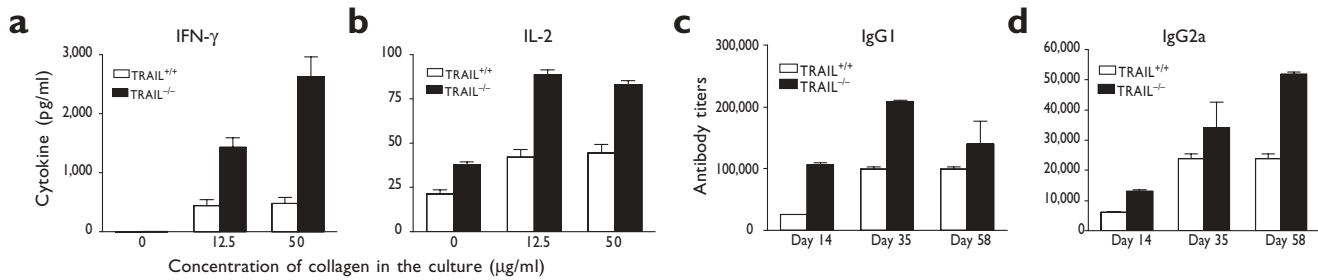 a
IFN-γ
Cytokine (pg/ml)
3,000
2,000
1,000
0
TRAIL+/+
TRAIL–/–
0 12.5 50
b
IL-2
100
75
50
25
0
TRAIL+/+
TRAIL–/–
0 12.5 50
Concentration of collagen in the culture (μg/ml)
c
IgG1
Antibody titers
300,000
200,000
100,000
0
TRAIL+/+
TRAIL–/–
Day 14 Day 35 Day 58
d
IgG2a
60,000
50,000
40,000
30,000
20,000
10,000
0
TRAIL+/+
TRAIL–/–
Day 14 Day 35 Day 58